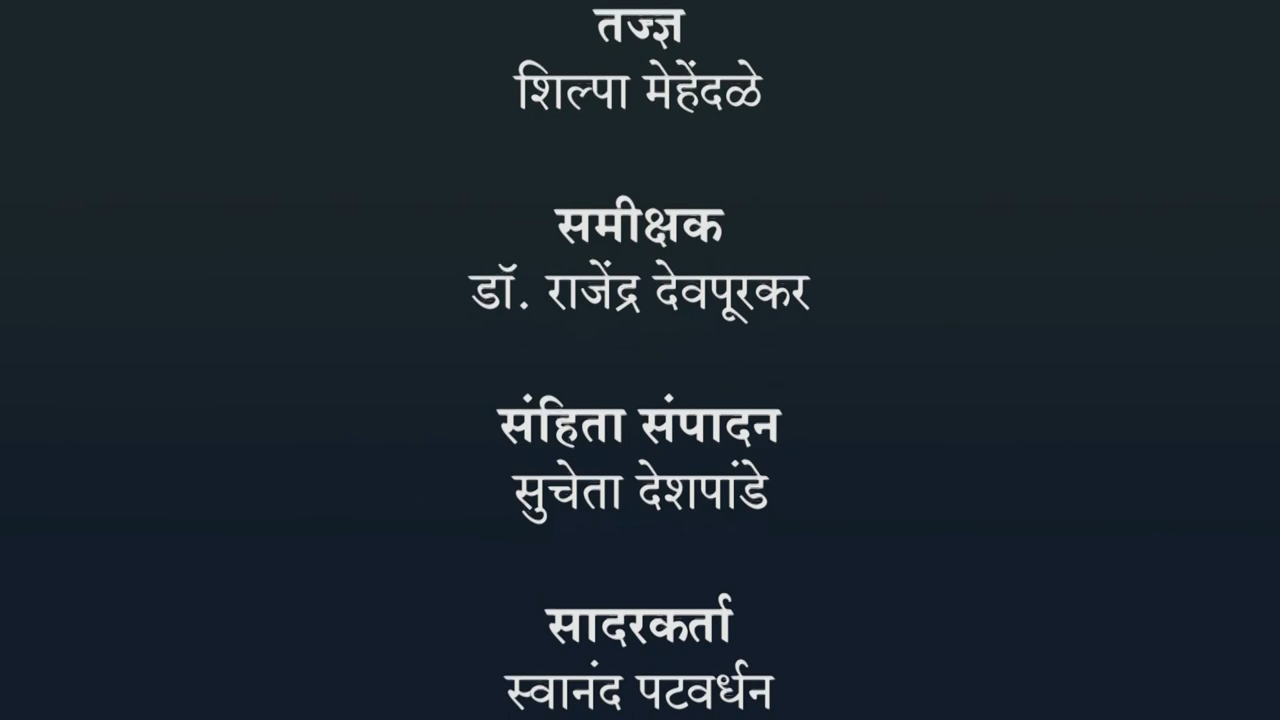 तज्ज्ञ
शिल्पा मेहेंदळे
समीक्षक
डॉ. राजेंद्र देवपूरकर
संहिता संपादन
सुचेता देशपांडे
सादरकर्ता
स्वानंद पटवर्धन